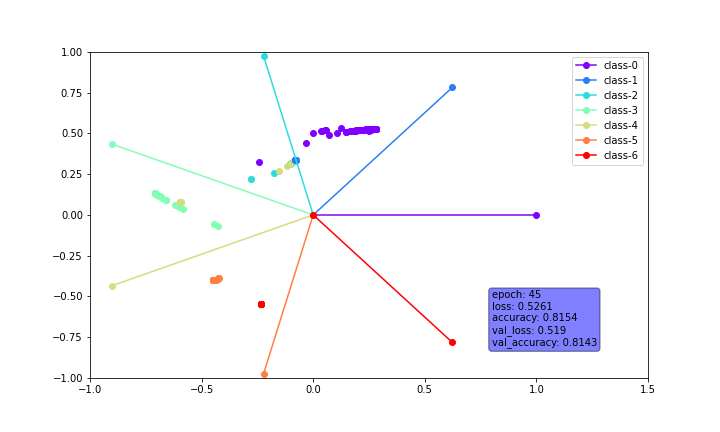 1.00
0.75
0.50
0.25
0.00
−0.25
−0.50
−0.75
−1.00
−1.0
−0.5
0.0
0.5
1.0
1.5
class-0
class-1
class-2
class-3
class-4
class-5
class-6
epoch: 45
loss: 0.5261
accuracy: 0.8154
val_loss: 0.519
val_accuracy: 0.8143